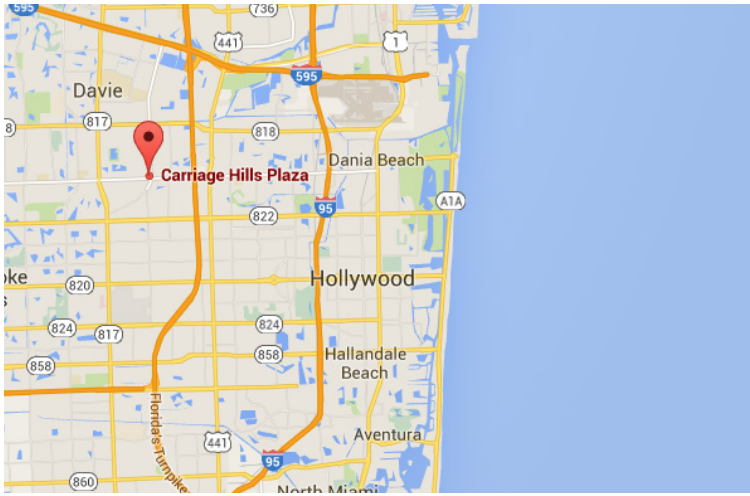 595
736
441
1
595
Davie
817
8
818
Dania Beach
Carriage Hills Plaza
A1A
95
822
oke
Hollywood
820
s
824
824
817
858
858
Hallandale
Beach
Florida's Turnpike
441
Aventura
95
860
North Miami